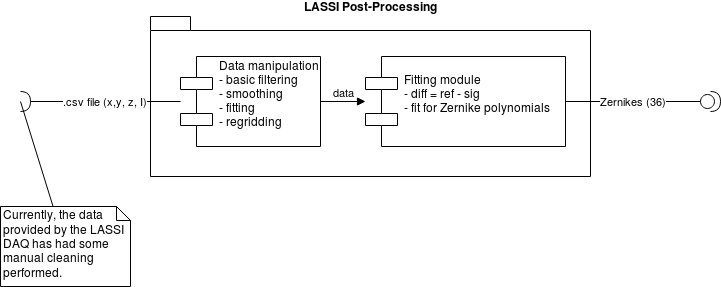 LASSI Post-Processing
Data manipulation
- basic filtering
- smoothing
- fitting
- regridding
Fitting module
- diff = ref - sig
- fit for Zernike polynomials
.csv file (x,y, z, I)
data
Zernikes (36)
Currently, the data
provided by the LASSI
DAQ has had some
manual cleaning
performed.